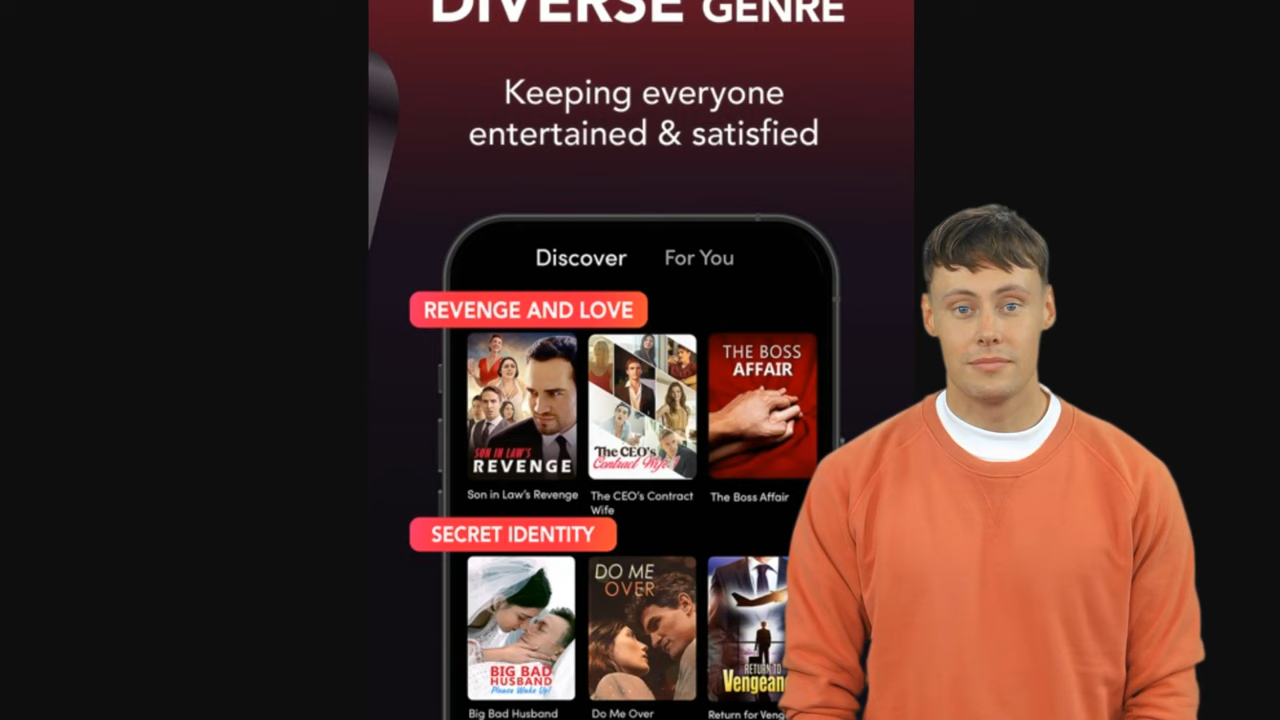 DIVERSE GENRE
Keeping everyone
entertained & satisfied
Discover For You
REVENGE AND LOVE
SON IN LAW'S
REVENGE
The CEO's
Contract Wife
THE BOSS
AFFAIR
Son in Law's Revenge
The CEO's Contract
Wife
The Boss Affair
SECRET IDENTITY
BIG BAD
HUSBAND
Please Wake Up!
DO ME
OVER
RETURN TO
Big Bad Husband
Do Me Over
Return for